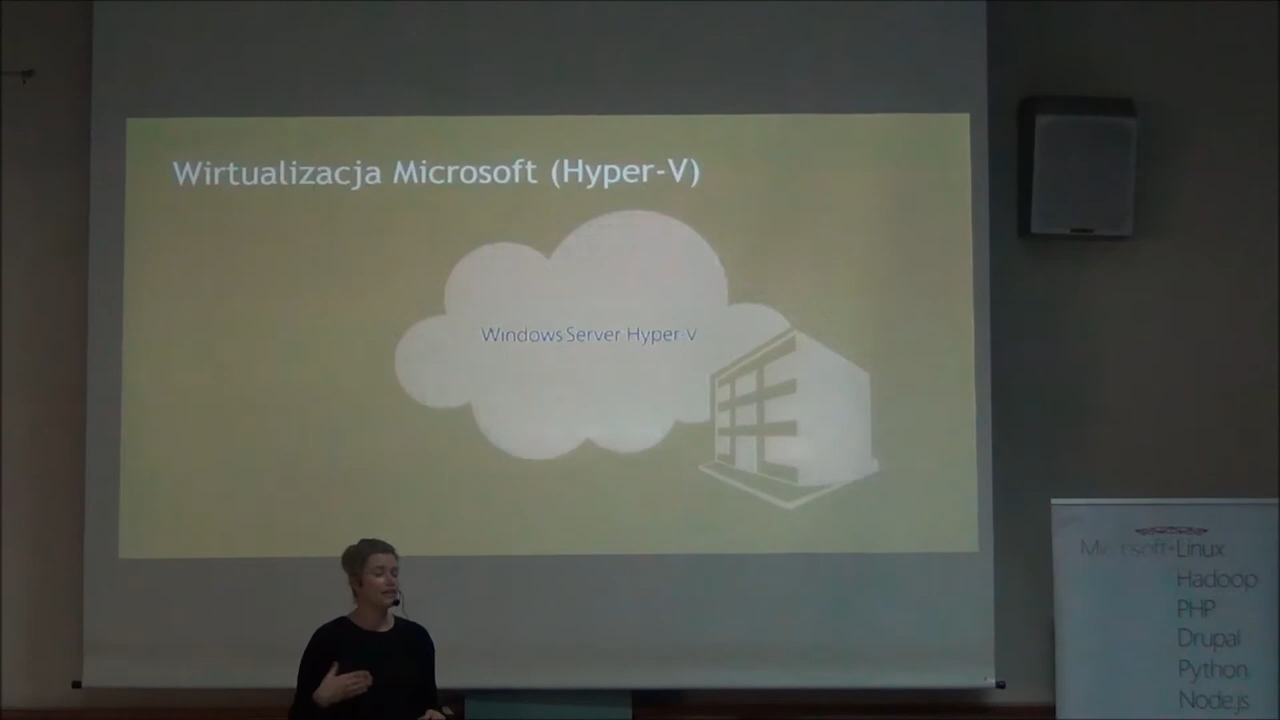 Wirtualizacja Microsoft (Hyper-V)
Windows Server Hyper-V
Microsoft+Linux
Hadoop
PHP
Drupal
Python
Node.js